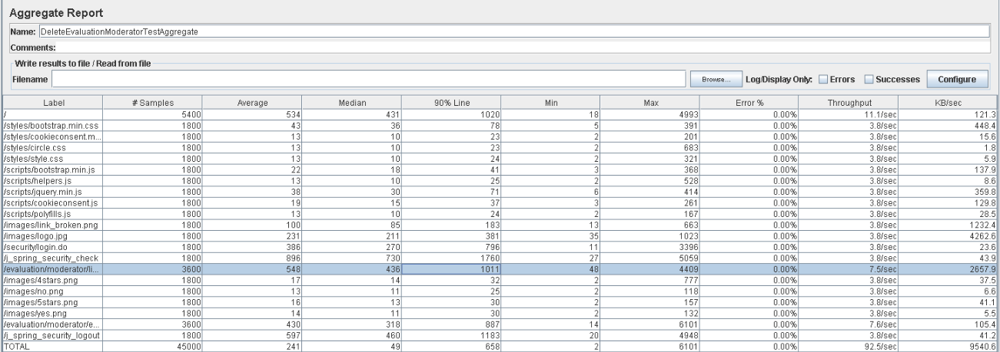 Aggregate Report
Name: DeleteEvaluationModeratorTestAggregate
Comments:
Write results to file / Read from file
Filename Browse... Log/Display Only: Errors Successes Configure
Label # Samples Average Median 90% Line Min Max Error % Throughput KB/sec
/ 5400 534 431 1020 18 4993 0.00% 11.1/sec 121.3
/styles/bootstrap.min.css 1800 43 36 78 5 391 0.00% 3.8/sec 448.4
/styles/cookieconsent.m... 1800 13 10 23 2 201 0.00% 3.8/sec 15.6
/styles/circle.css 1800 13 10 23 2 683 0.00% 3.8/sec 1.8
/styles/style.css 1800 13 10 24 2 321 0.00% 3.8/sec 5.9
/scripts/bootstrap.min.js 1800 22 18 41 3 368 0.00% 3.8/sec 137.9
/scripts/helpers.js 1800 13 10 25 2 528 0.00% 3.8/sec 8.6
/scripts/jquery.min.js 1800 38 30 71 6 414 0.00% 3.8/sec 359.8
/scripts/cookieconsent.js 1800 19 15 37 3 261 0.00% 3.8/sec 129.8
/scripts/polyfills.js 1800 13 10 24 2 167 0.00% 3.8/sec 28.5
/images/link_broken.png 1800 100 85 183 13 663 0.00% 3.8/sec 1232.4
/images/logo.jpg 1800 231 211 381 35 1023 0.00% 3.8/sec 4262.6
/security/login.do 1800 386 270 796 11 3396 0.00% 3.8/sec 23.6
/j_spring_security_check 1800 896 730 1760 27 5059 0.00% 3.8/sec 43.9
/evaluation/moderator/li... 3600 548 436 1011 48 4409 0.00% 7.5/sec 2657.9
/images/4stars.png 1800 17 14 32 2 777 0.00% 3.8/sec 37.5
/images/no.png 1800 13 11 25 2 118 0.00% 3.8/sec 6.6
/images/5stars.png 1800 16 13 30 2 157 0.00% 3.8/sec 41.1
/images/yes.png 1800 14 11 30 2 132 0.00% 3.8/sec 5.5
/evaluation/moderator/e... 3600 430 318 887 14 6101 0.00% 7.6/sec 105.4
/j_spring_security_logout 1800 597 460 1183 20 4948 0.00% 3.8/sec 41.2
TOTAL 45000 241 49 658 2 6101 0.00% 92.5/sec 9540.6